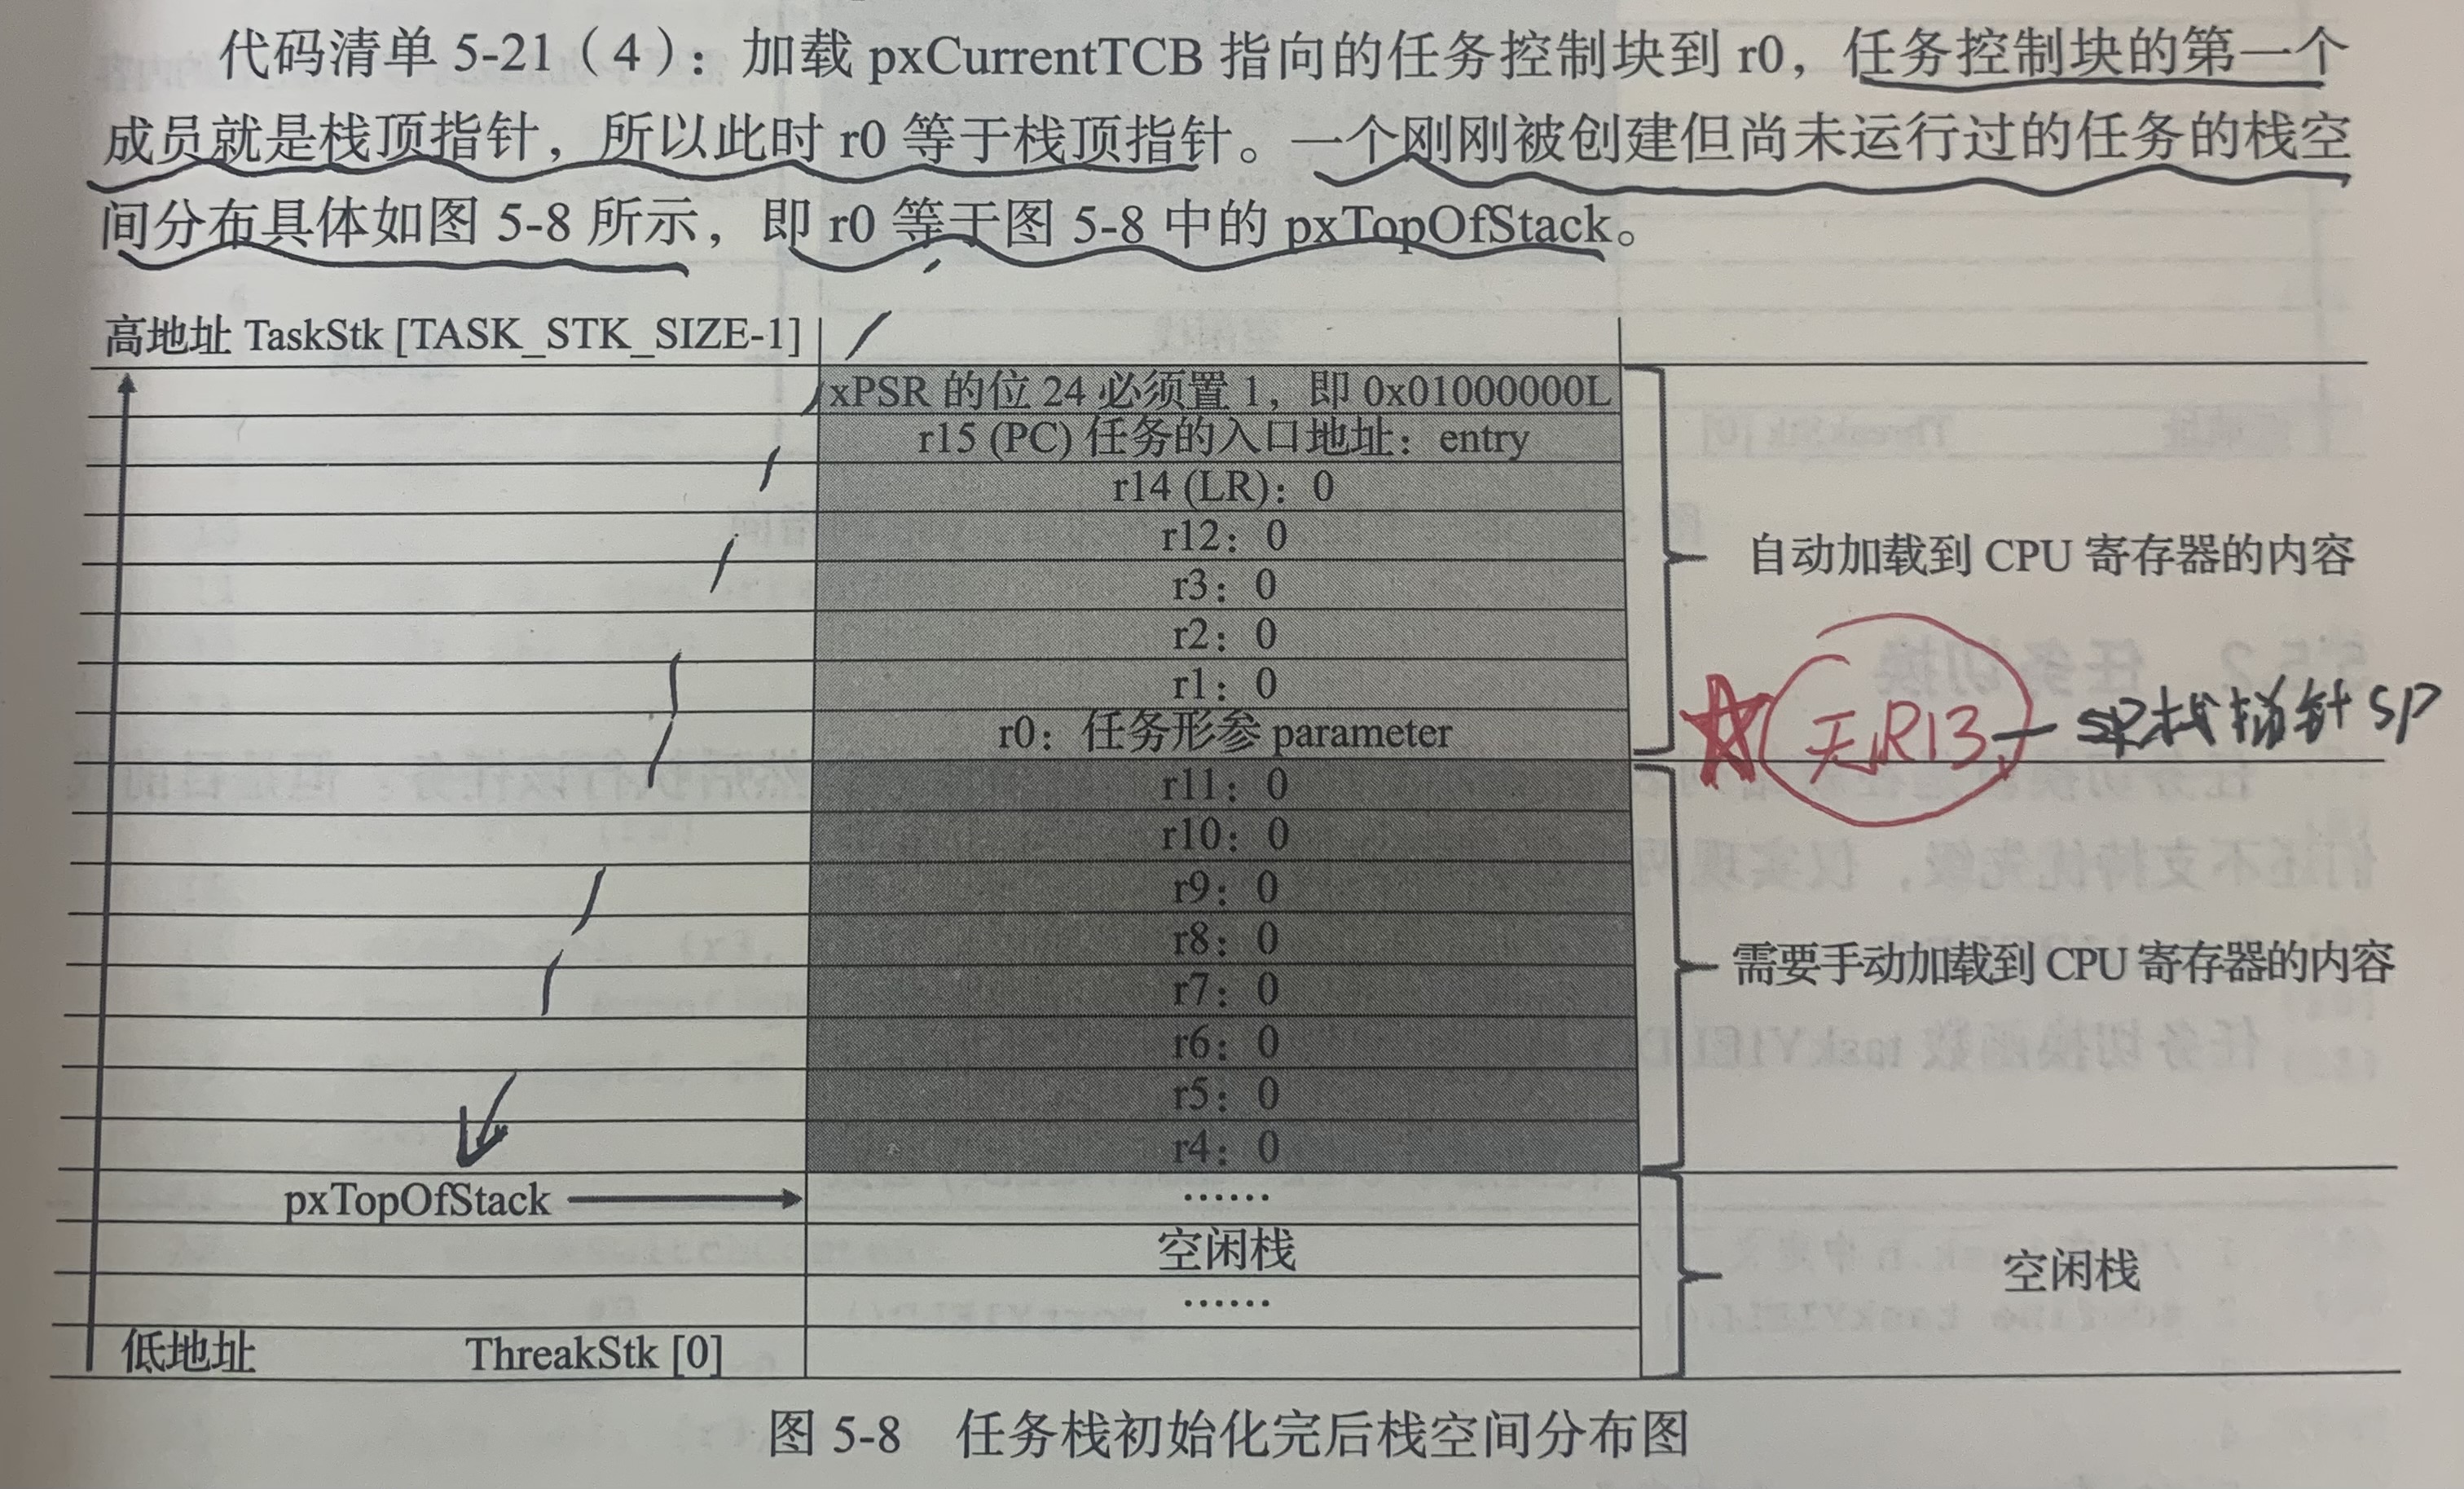 代码清单 5-21（4）：加载 pxCurrentTCB 指向的任务控制块到 r0，任务控制块的第一个
成员就是栈顶指针，所以此时 r0 等于栈顶指针。一个刚刚被创建但尚未运行过的任务的栈空
间分布具体如图 5-8 所示，即 r0 等于图 5-8 中的 pxTopOfStack。
高地址 TaskStk [TASK_STK_SIZE-1]
xPSR 的位 24 必须置 1，即 0x01000000L
r15 (PC) 任务的入口地址：entry
r14 (LR)：0
r12：0
r3：0
r2：0
r1：0
r0：任务形参 parameter
自动加载到 CPU 寄存器的内容
无R13
栈指针SP
r11：0
r10：0
r9：0
r8：0
r7：0
r6：0
r5：0
r4：0
需要手动加载到 CPU 寄存器的内容
pxTopOfStack
……
空闲栈
……
空闲栈
低地址 ThreakStk [0]
图 5-8 任务栈初始化完后栈空间分布图